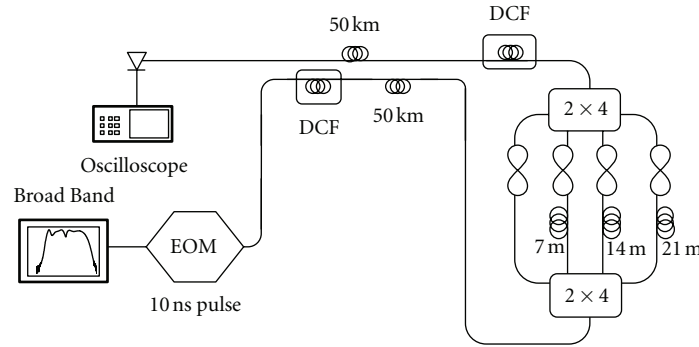 DCF
50 km
2 × 4
DCF
50 km
Oscilloscope
Broad Band
EOM
7 m
14 m
21 m
10 ns pulse
2 × 4